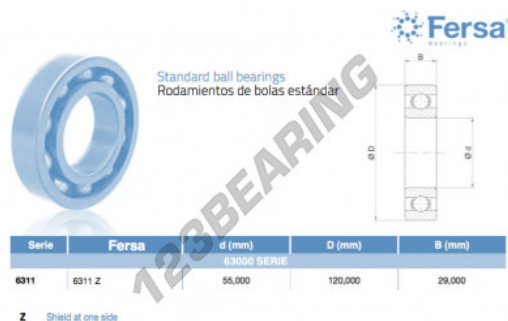 Fersa
Bearings
Standard ball bearings
Rodamientos de bolas estándar
B
Ø D
Ø d
123BEARING
Serie Fersa d (mm) D (mm) B (mm)
63000 SERIE
6311 6311 Z 55,000 120,000 29,000
Z Shield at one side